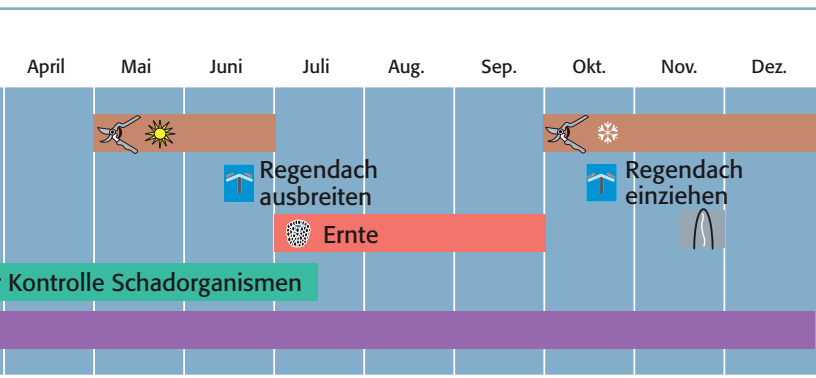 April Mai Juni Juli Aug. Sep. Okt. Nov. Dez.
Regendach
ausbreiten
Regendach
einziehen
Ernte
Kontrolle Schadorganismen